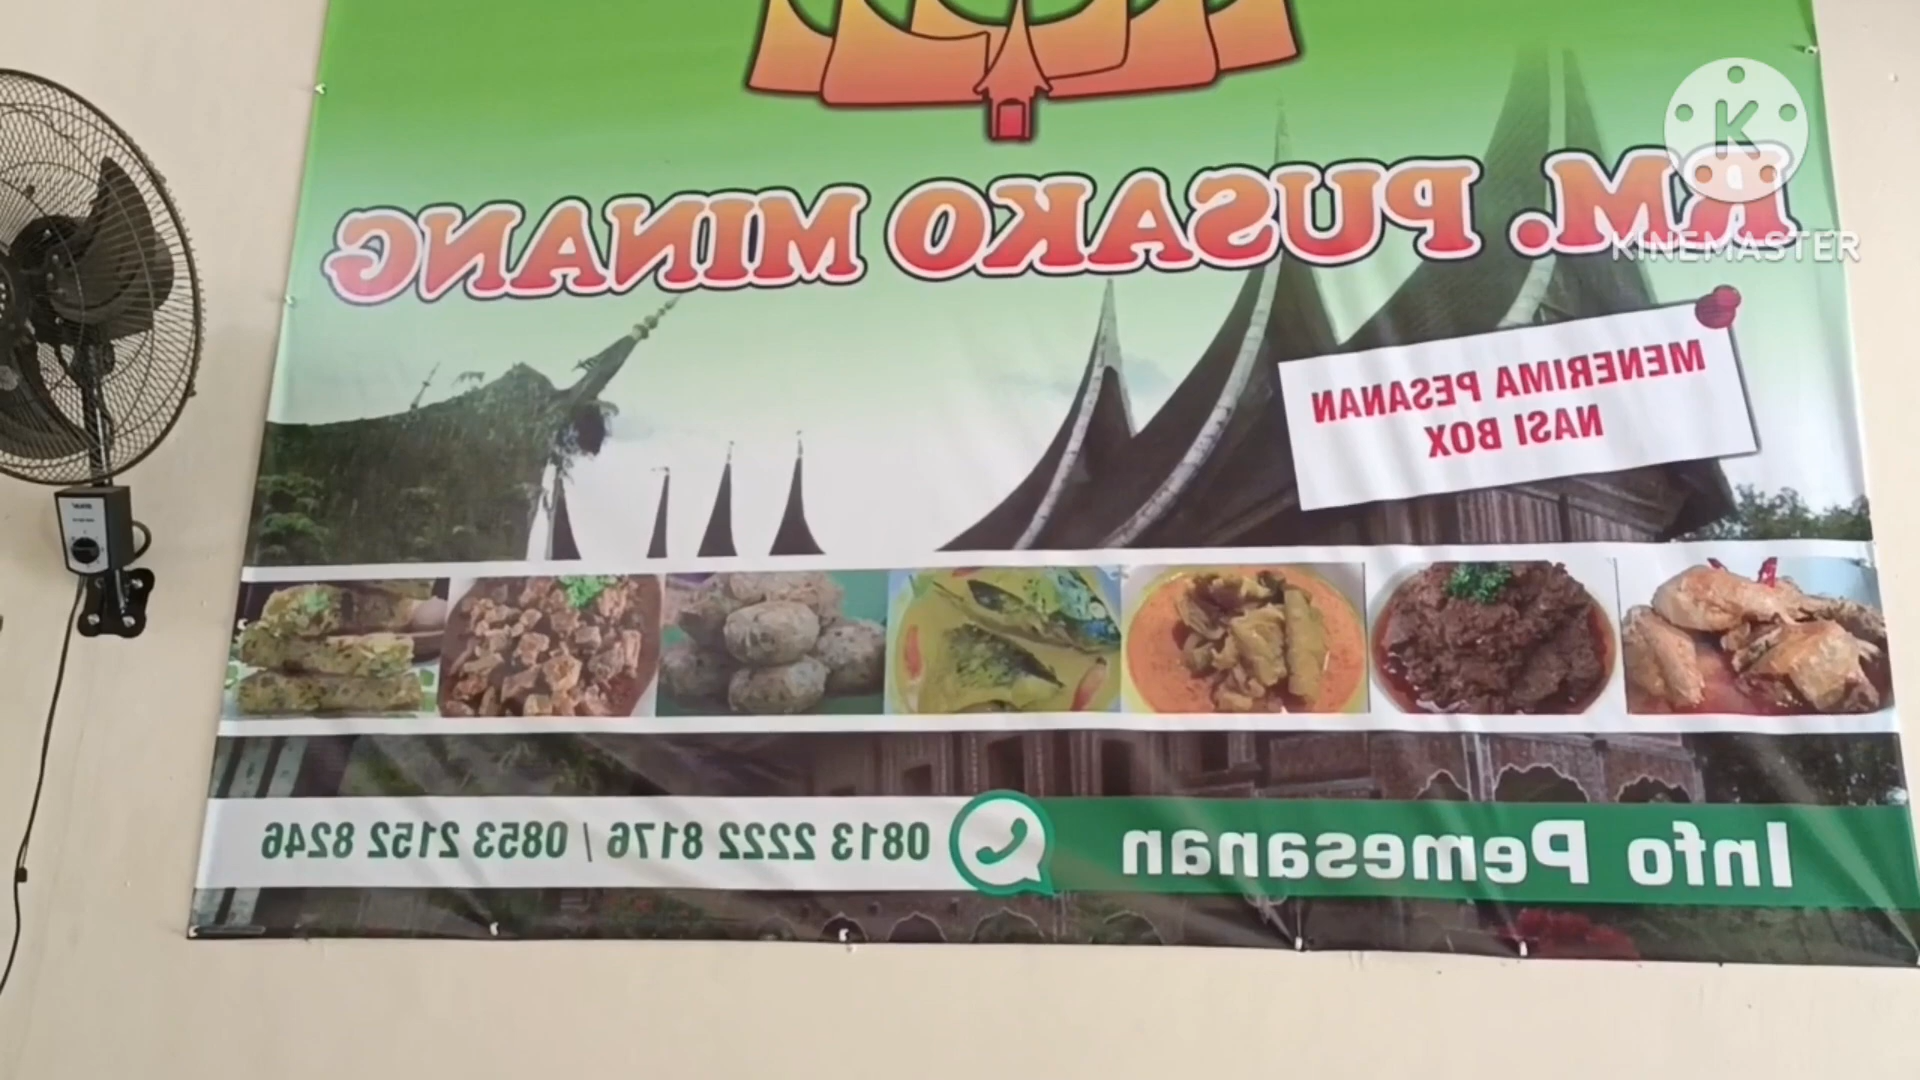 K
KINEMASTER
RM. PUSAKO MINANG
MENERIMA PESANAN
NASI BOX
Info Pemesanan
0813 2222 8176 / 0853 2152 8246